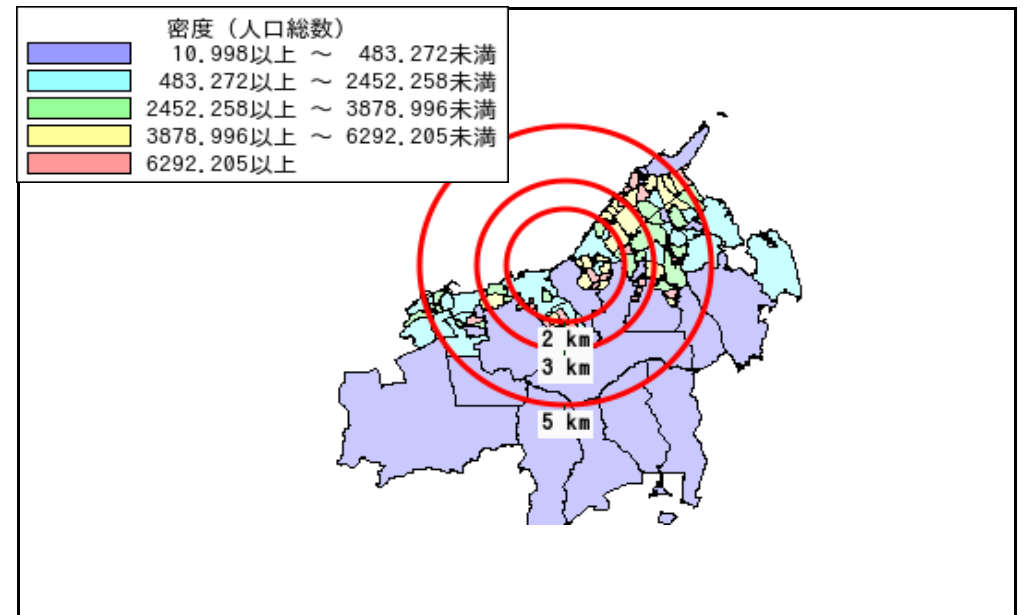 密度（人口総数）
10.998以上 ～ 483.272未満
483.272以上 ～ 2452.258未満
2452.258以上 ～ 3878.996未満
3878.996以上 ～ 6292.205未満
6292.205以上
2 km
3 km
5 km